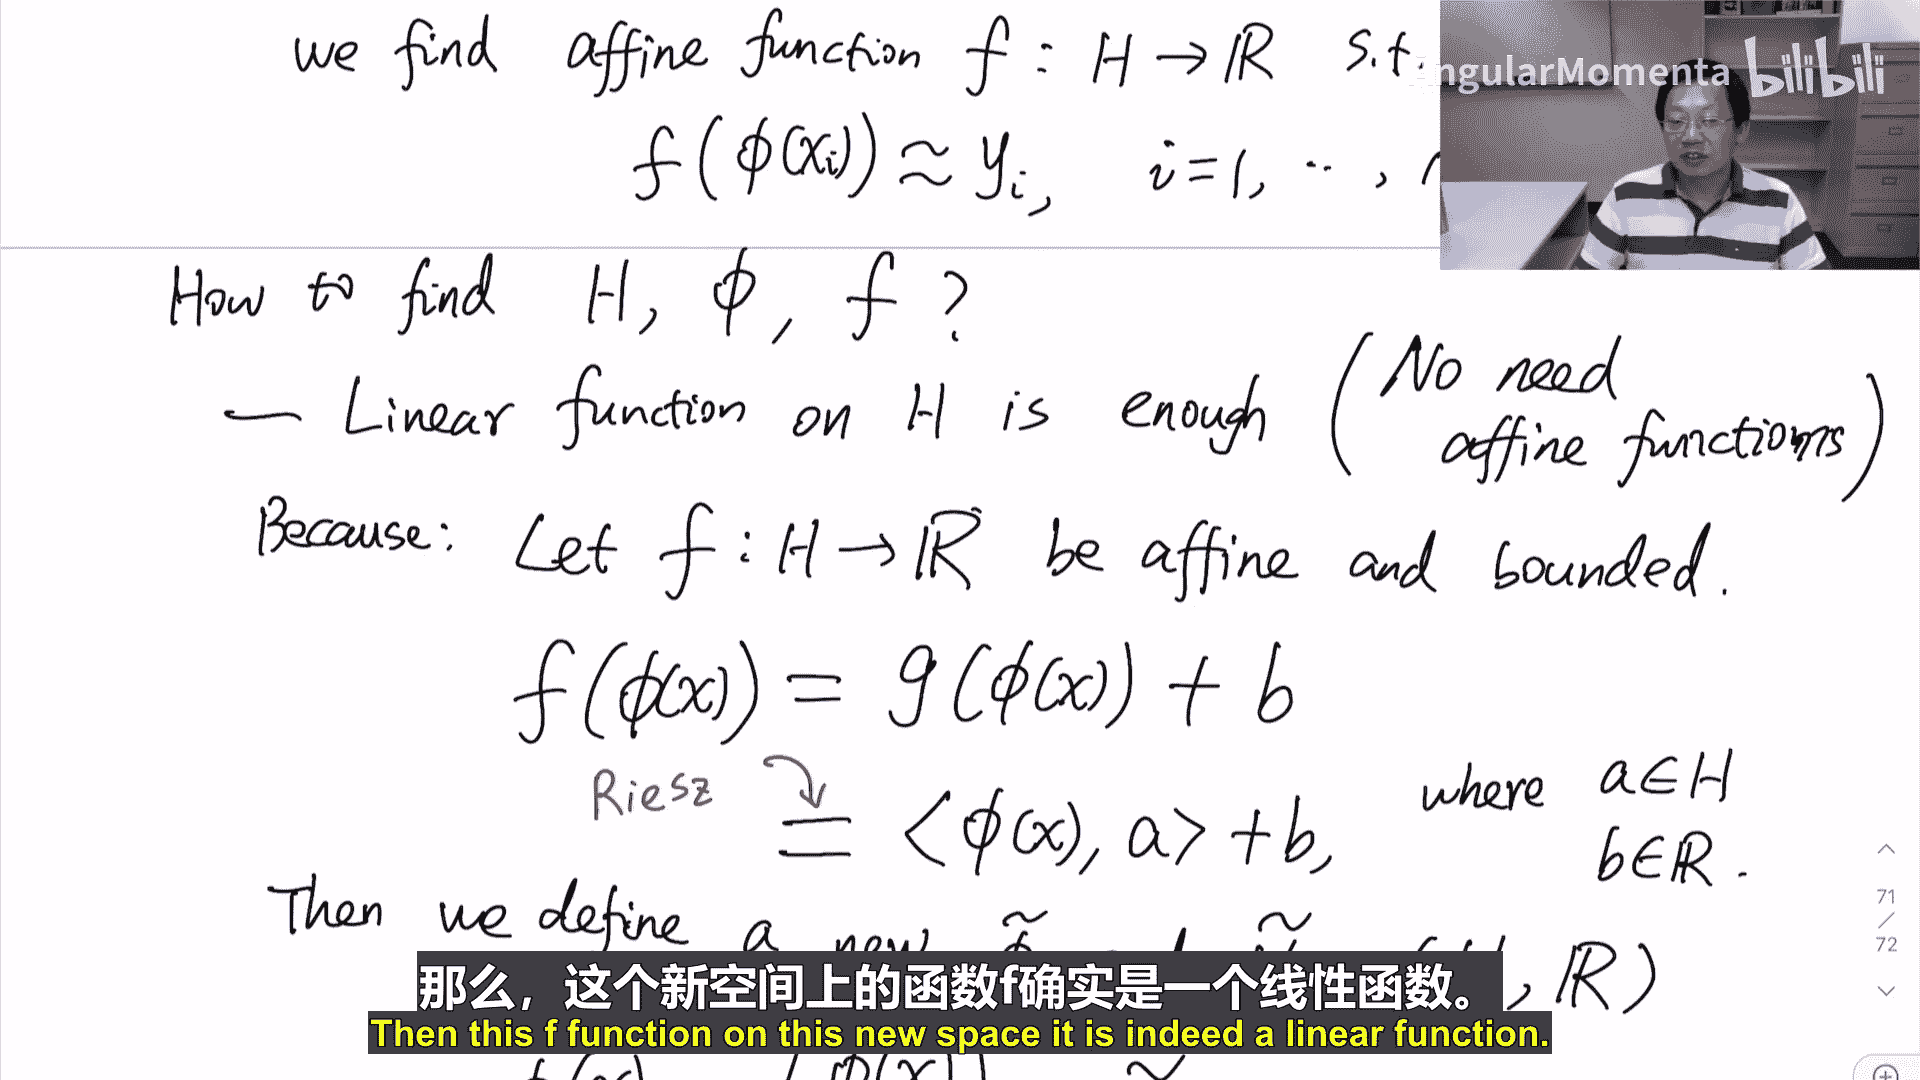 we find affine function f : H → ℝ s.t.
ngularMomenta bilibili
f(φ(xᵢ)) ≈ yᵢ, i=1, ··,
How to find H, φ, f ?
— Linear function on H is enough (No need affine functions)
Because: Let f : H → ℝ be affine and bounded.
f(φ(x)) = g(φ(x)) + b
Riesz = <φ(x), a> + b, where a∈H
b∈ℝ.
Then we define a new , ℝ)
那么，这个新空间上的函数f确实是一个线性函数。
Then this f function on this new space it is indeed a linear function.
71
/
72